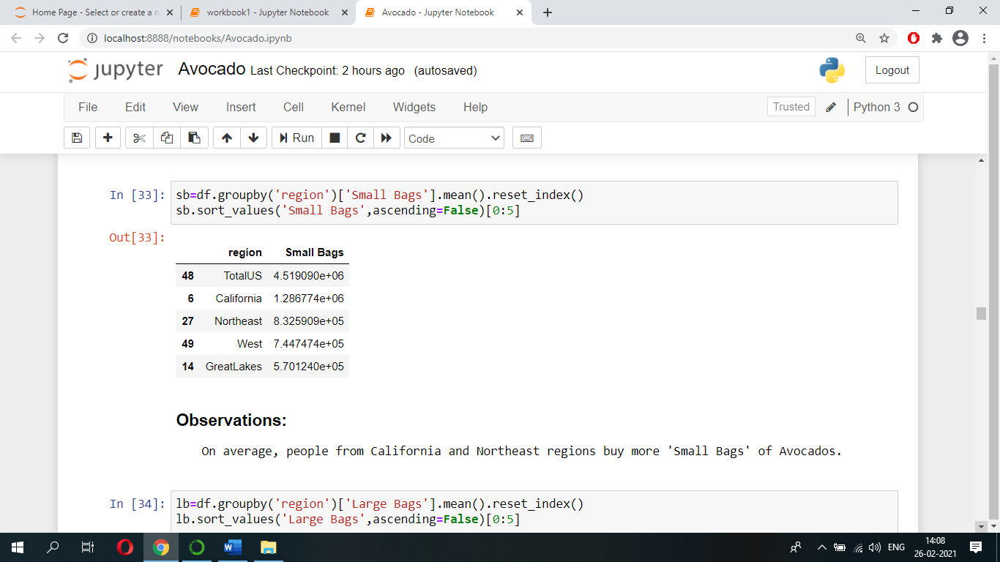 Home Page - Select or create a n
workbook1 - Jupyter Notebook
Avocado - Jupyter Notebook
localhost:8888/notebooks/Avocado.ipynb
jupyter Avocado Last Checkpoint: 2 hours ago (autosaved)
Logout
File Edit View Insert Cell Kernel Widgets Help
Trusted
Python 3
Run
Code
In [33]: sb=df.groupby('region')['Small Bags'].mean().reset_index()
sb.sort_values('Small Bags',ascending=False)[0:5]
Out[33]:
region Small Bags
48 TotalUS 4.519090e+06
6 California 1.286774e+06
27 Northeast 8.325909e+05
49 West 7.447474e+05
14 GreatLakes 5.701240e+05
Observations:
On average, people from California and Northeast regions buy more 'Small Bags' of Avocados.
In [34]: lb=df.groupby('region')['Large Bags'].mean().reset_index()
lb.sort_values('Large Bags',ascending=False)[0:5]
ENG
14:08
26-02-2021